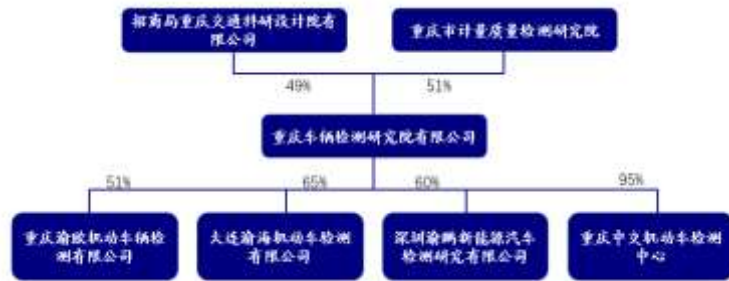 招商局重庆交通科研设计院有
限公司
重庆市计量质量检测研究院
49%
51%
重庆车辆检测研究院有限公司
51%
65%
60%
95%
重庆渝欧机动车辆检
测有限公司
大连渝海机动车检测
有限公司
深圳渝鹏新能源汽车
检测研究有限公司
重庆中交机动车检测
中心